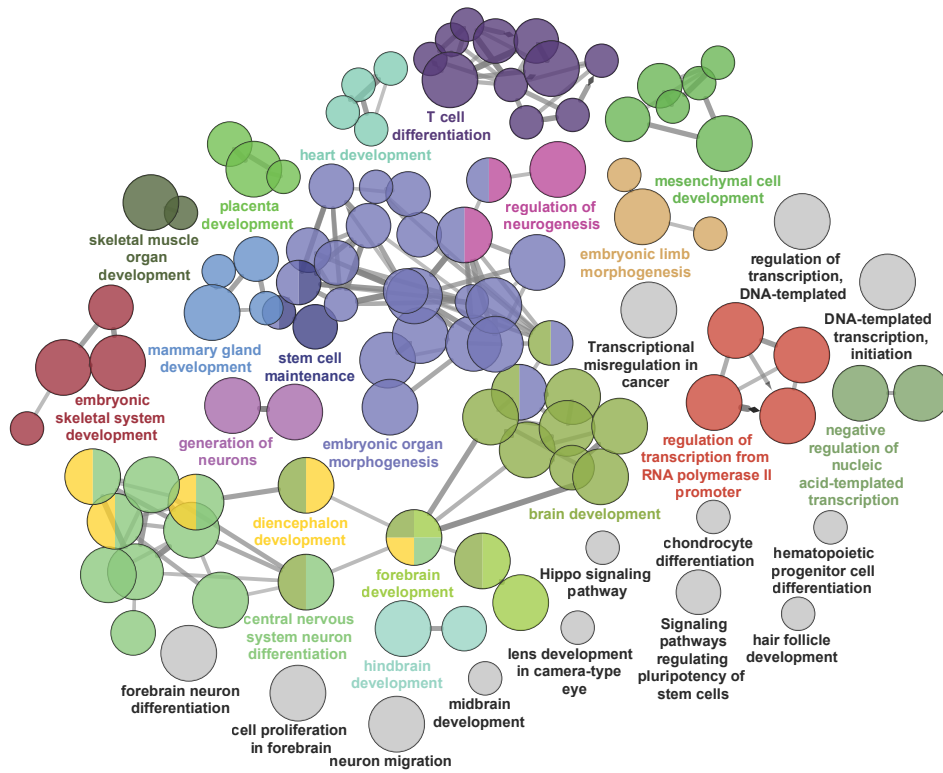 T cell
differentiation
heart development
mesenchymal cell
development
placenta
development
regulation of
neurogenesis
skeletal muscle
organ
development
embryonic limb
morphogenesis
regulation of
transcription,
DNA-templated
DNA-templated
transcription,
initiation
mammary gland
development
stem cell
maintenance
Transcriptional
misregulation in
cancer
embryonic
skeletal system
development
generation of
neurons
embryonic organ
morphogenesis
regulation of
transcription from
RNA polymerase II
promoter
negative
regulation of
nucleic
acid-templated
transcription
diencephalon
development
brain development
chondrocyte
differentiation
hematopoietic
progenitor cell
differentiation
forebrain
development
Hippo signaling
pathway
central nervous
system neuron
differentiation
Signaling
pathways
regulating
pluripotency of
stem cells
hair follicle
development
lens development
in camera-type
eye
hindbrain
development
forebrain neuron
differentiation
midbrain
development
cell proliferation
in forebrain
neuron migration